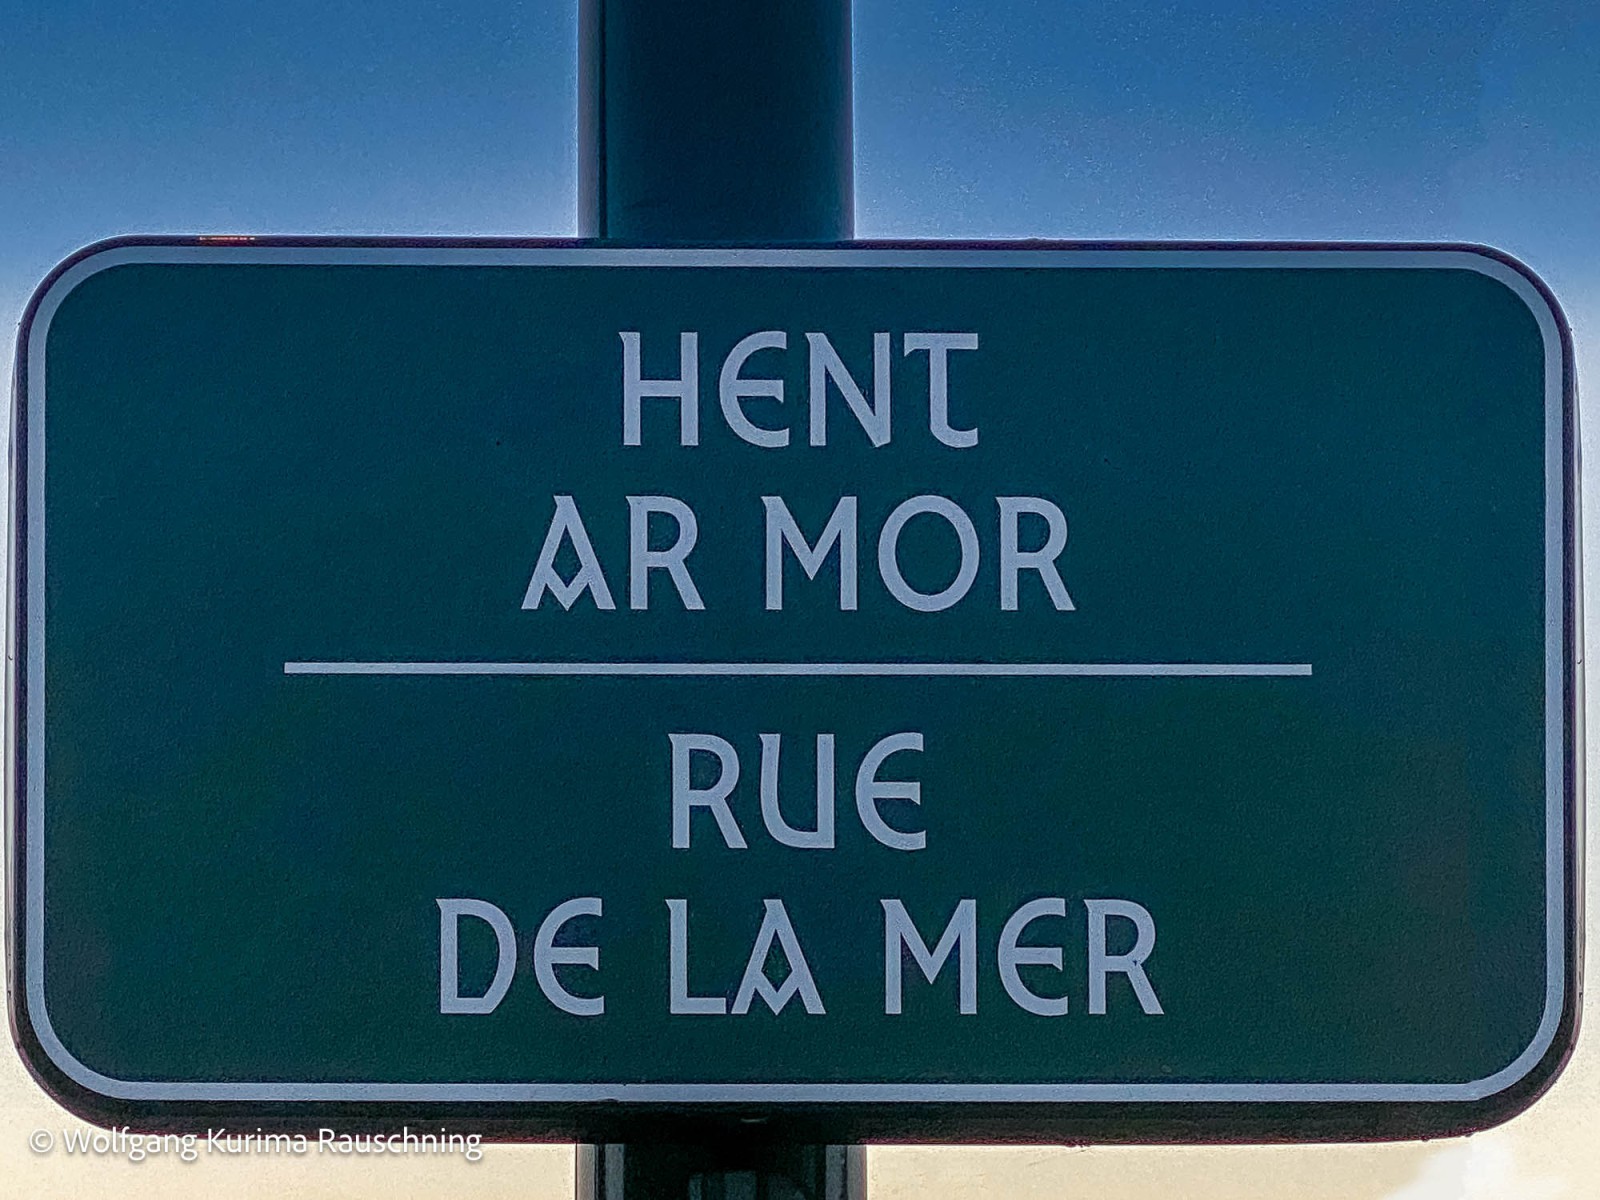 HENT
AR MOR
RUE
DE LA MER
© Wolfgang Kurima Rauschning